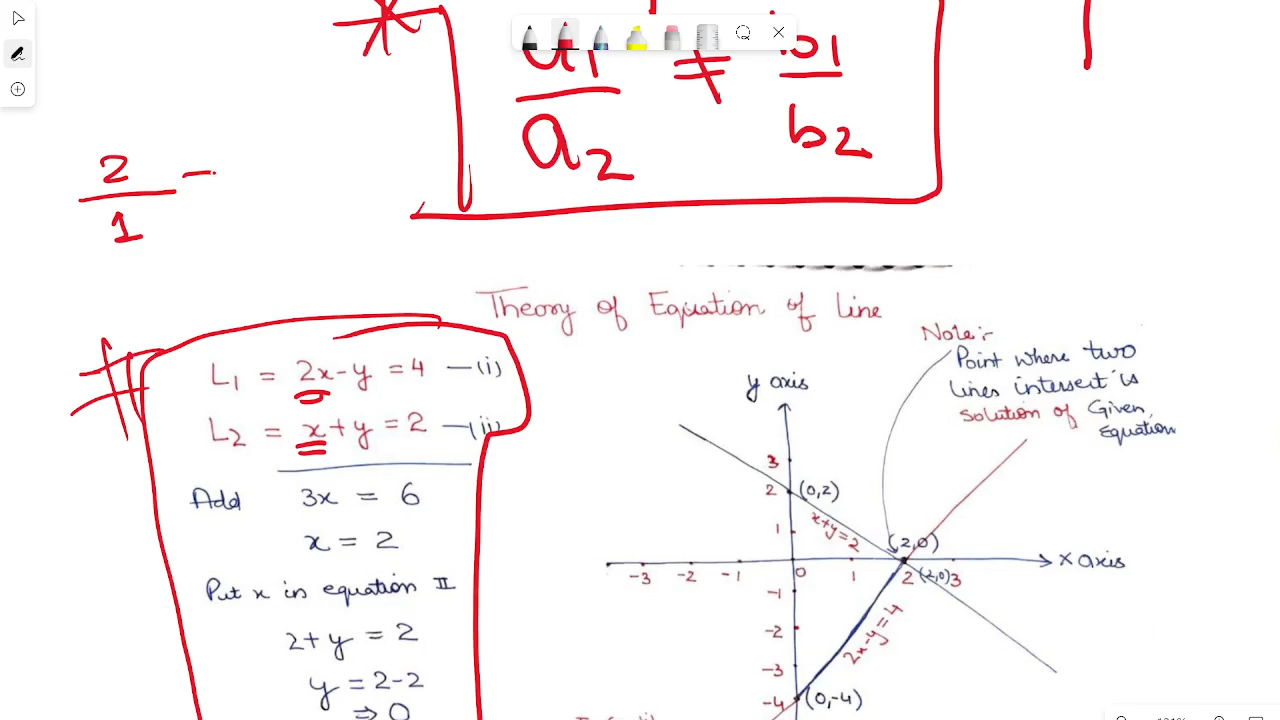 a1 ≠ b1
a2 b2
2 -
1
Theory of Equation of Line
L1 = 2x-y = 4 —(i)
L2 = x+y = 2 —(ii)
Add 3x = 6
x = 2
Put x in equation II
2+y = 2
y = 2-2
⇒ 0
Note:-
Point where two
lines intersect is
solution of Given
Equation
y axis
3
2 (0,2)
1
x+y=2
(2,0)
x axis
-3 -2 -1 0 1 2 (2,0) 3
-1
-2
-3
-4 (0,-4)
2x-y=4